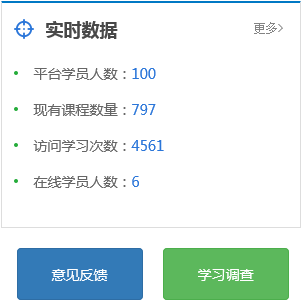 实时数据 更多>
平台学员人数：100
现有课程数量：797
访问学习次数：4561
在线学员人数：6
意见反馈 学习调查